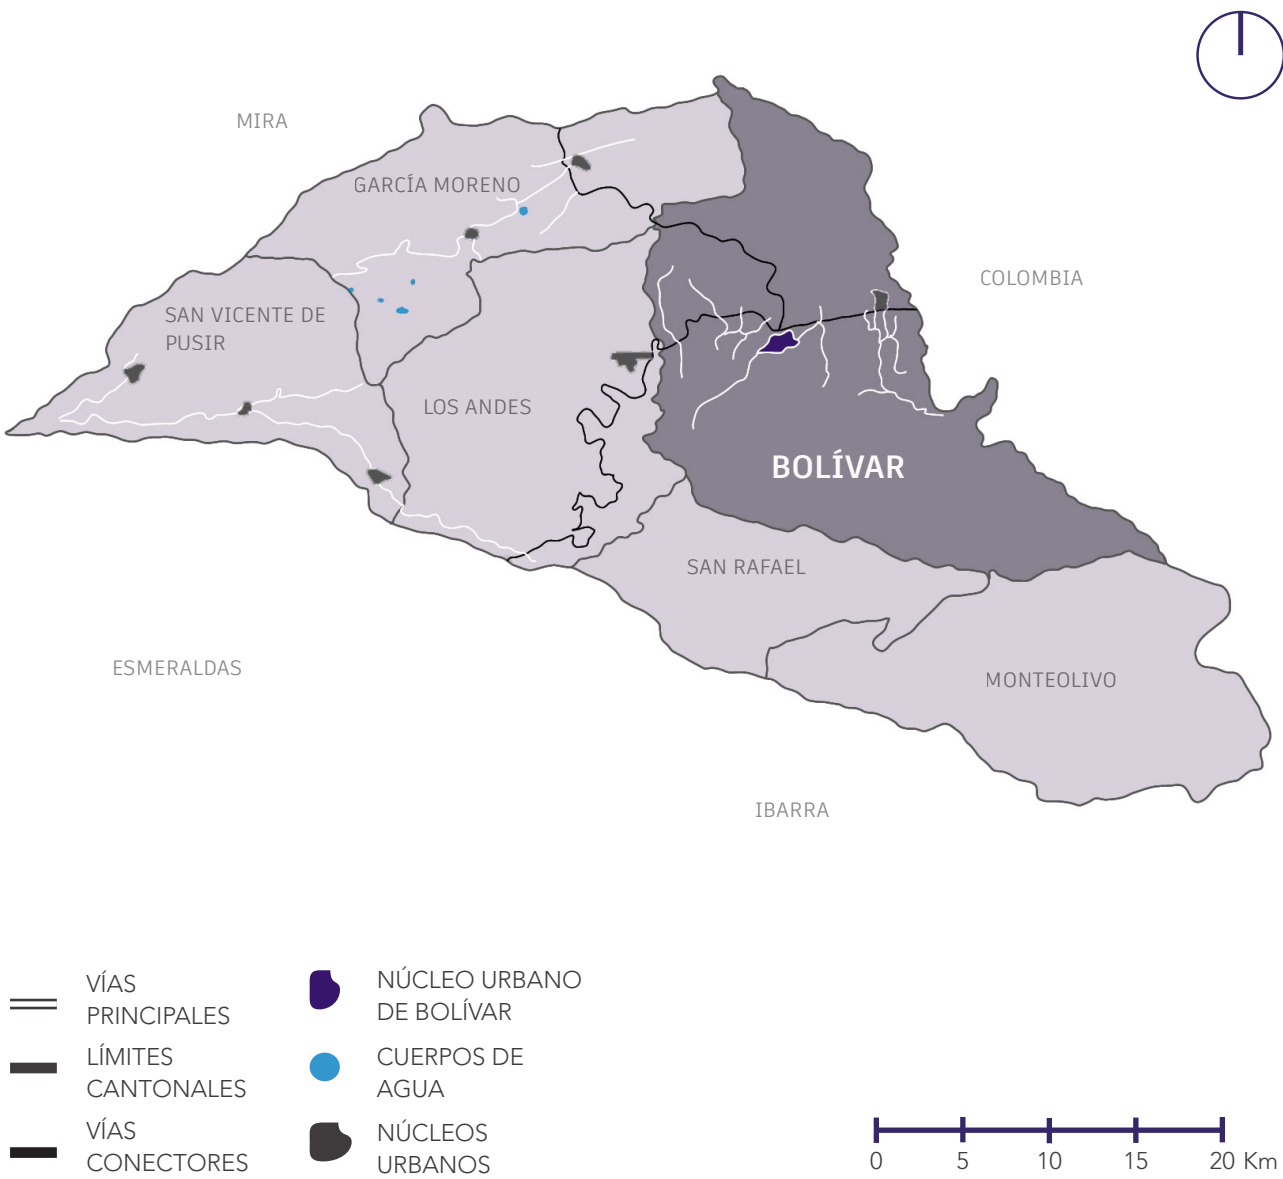 MIRA
GARCÍA MORENO
COLOMBIA
SAN VICENTE DE
PUSIR
LOS ANDES
BOLÍVAR
SAN RAFAEL
ESMERALDAS
MONTEOLIVO
IBARRA
VÍAS
PRINCIPALES
LÍMITES
CANTONALES
VÍAS
CONECTORES
NÚCLEO URBANO
DE BOLÍVAR
CUERPOS DE
AGUA
NÚCLEOS
URBANOS
0 5 10 15 20 Km